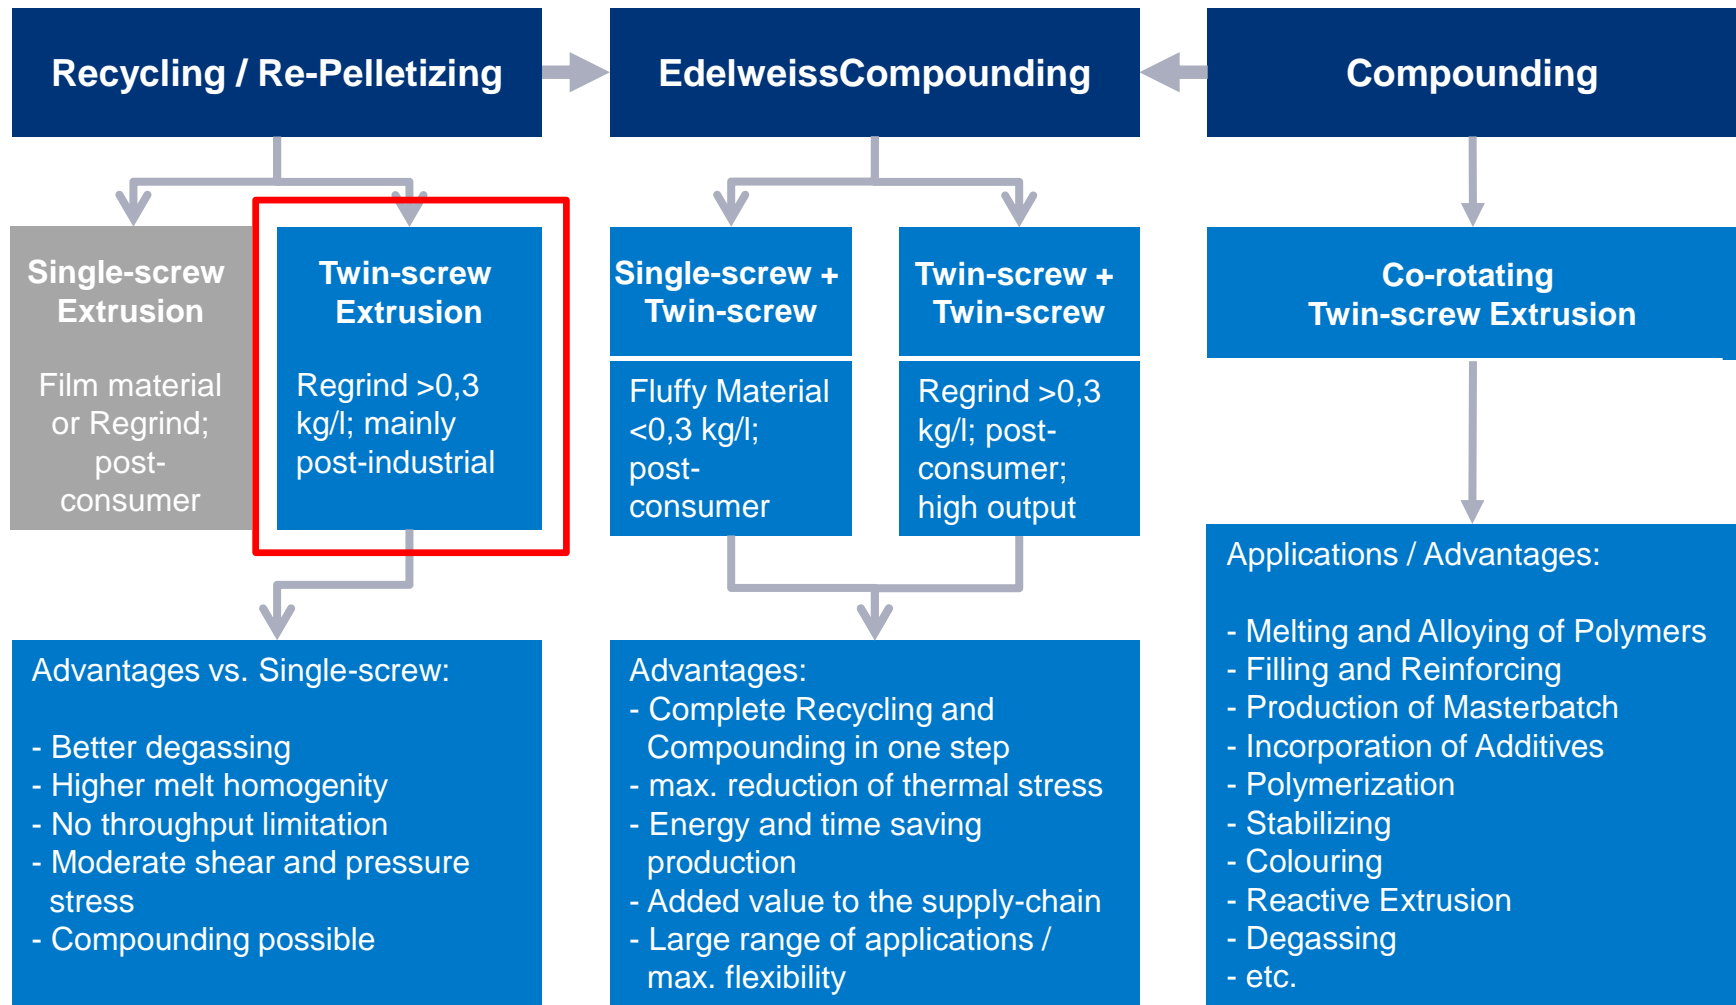 Recycling / Re-Pelletizing
EdelweissCompounding
Compounding
Single-screw
Extrusion
Film material
or Regrind;
post-
consumer
Twin-screw
Extrusion
Regrind >0,3
kg/l; mainly
post-industrial
Single-screw +
Twin-screw
Fluffy Material
<0,3 kg/l;
post-
consumer
Twin-screw +
Twin-screw
Regrind >0,3
kg/l; post-
consumer;
high output
Co-rotating
Twin-screw Extrusion
Advantages vs. Single-screw:
- Better degassing
- Higher melt homogenity
- No throughput limitation
- Moderate shear and pressure
stress
- Compounding possible
Advantages:
- Complete Recycling and
Compounding in one step
- max. reduction of thermal stress
- Energy and time saving
production
- Added value to the supply-chain
- Large range of applications /
max. flexibility
Applications / Advantages:
- Melting and Alloying of Polymers
- Filling and Reinforcing
- Production of Masterbatch
- Incorporation of Additives
- Polymerization
- Stabilizing
- Colouring
- Reactive Extrusion
- Degassing
- etc.